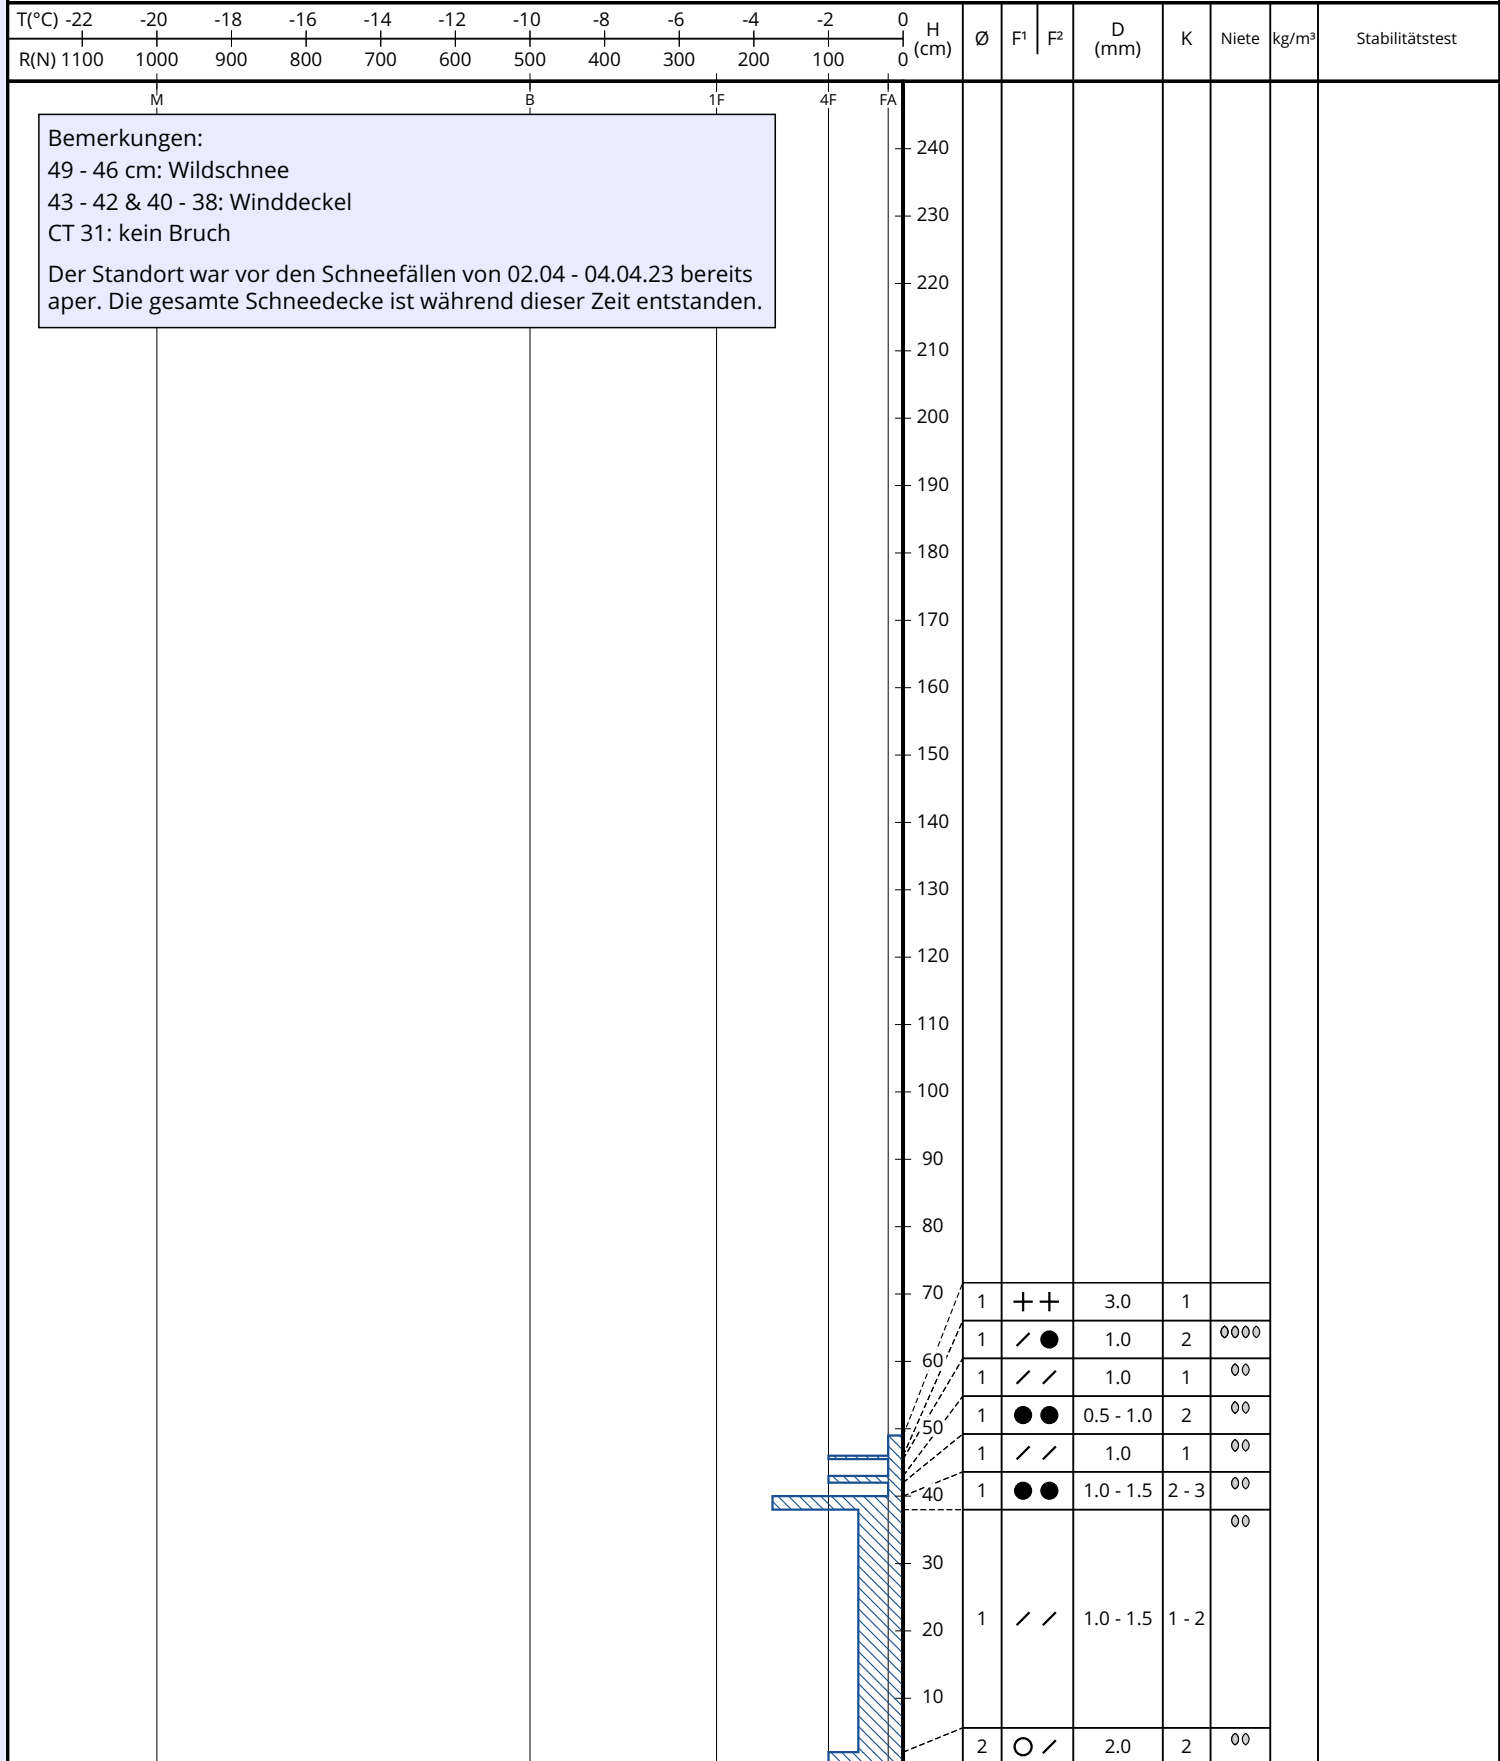 T(°C) -22 -20 -18 -16 -14 -12 -10 -8 -6 -4 -2 0
R(N) 1100 1000 900 800 700 600 500 400 300 200 100 0
H (cm) Ø F¹ F² D (mm) K Niete kg/m³ Stabilitätstest
M B 1F 4F FA
Bemerkungen:
49 - 46 cm: Wildschnee
43 - 42 & 40 - 38: Winddeckel
CT 31: kein Bruch
Der Standort war vor den Schneefällen von 02.04 - 04.04.23 bereits
aper. Die gesamte Schneedecke ist während dieser Zeit entstanden.
240
230
220
210
200
190
180
170
160
150
140
130
120
110
100
90
80
70
60
50
40
30
20
10
1 + + 3.0 1
1 / ● 1.0 2
1 / / 1.0 1
1 ● ● 0.5 - 1.0 2
1 / / 1.0 1
1 ● ● 1.0 - 1.5 2 - 3
1 / / 1.0 - 1.5 1 - 2
2 ○ / 2.0 2